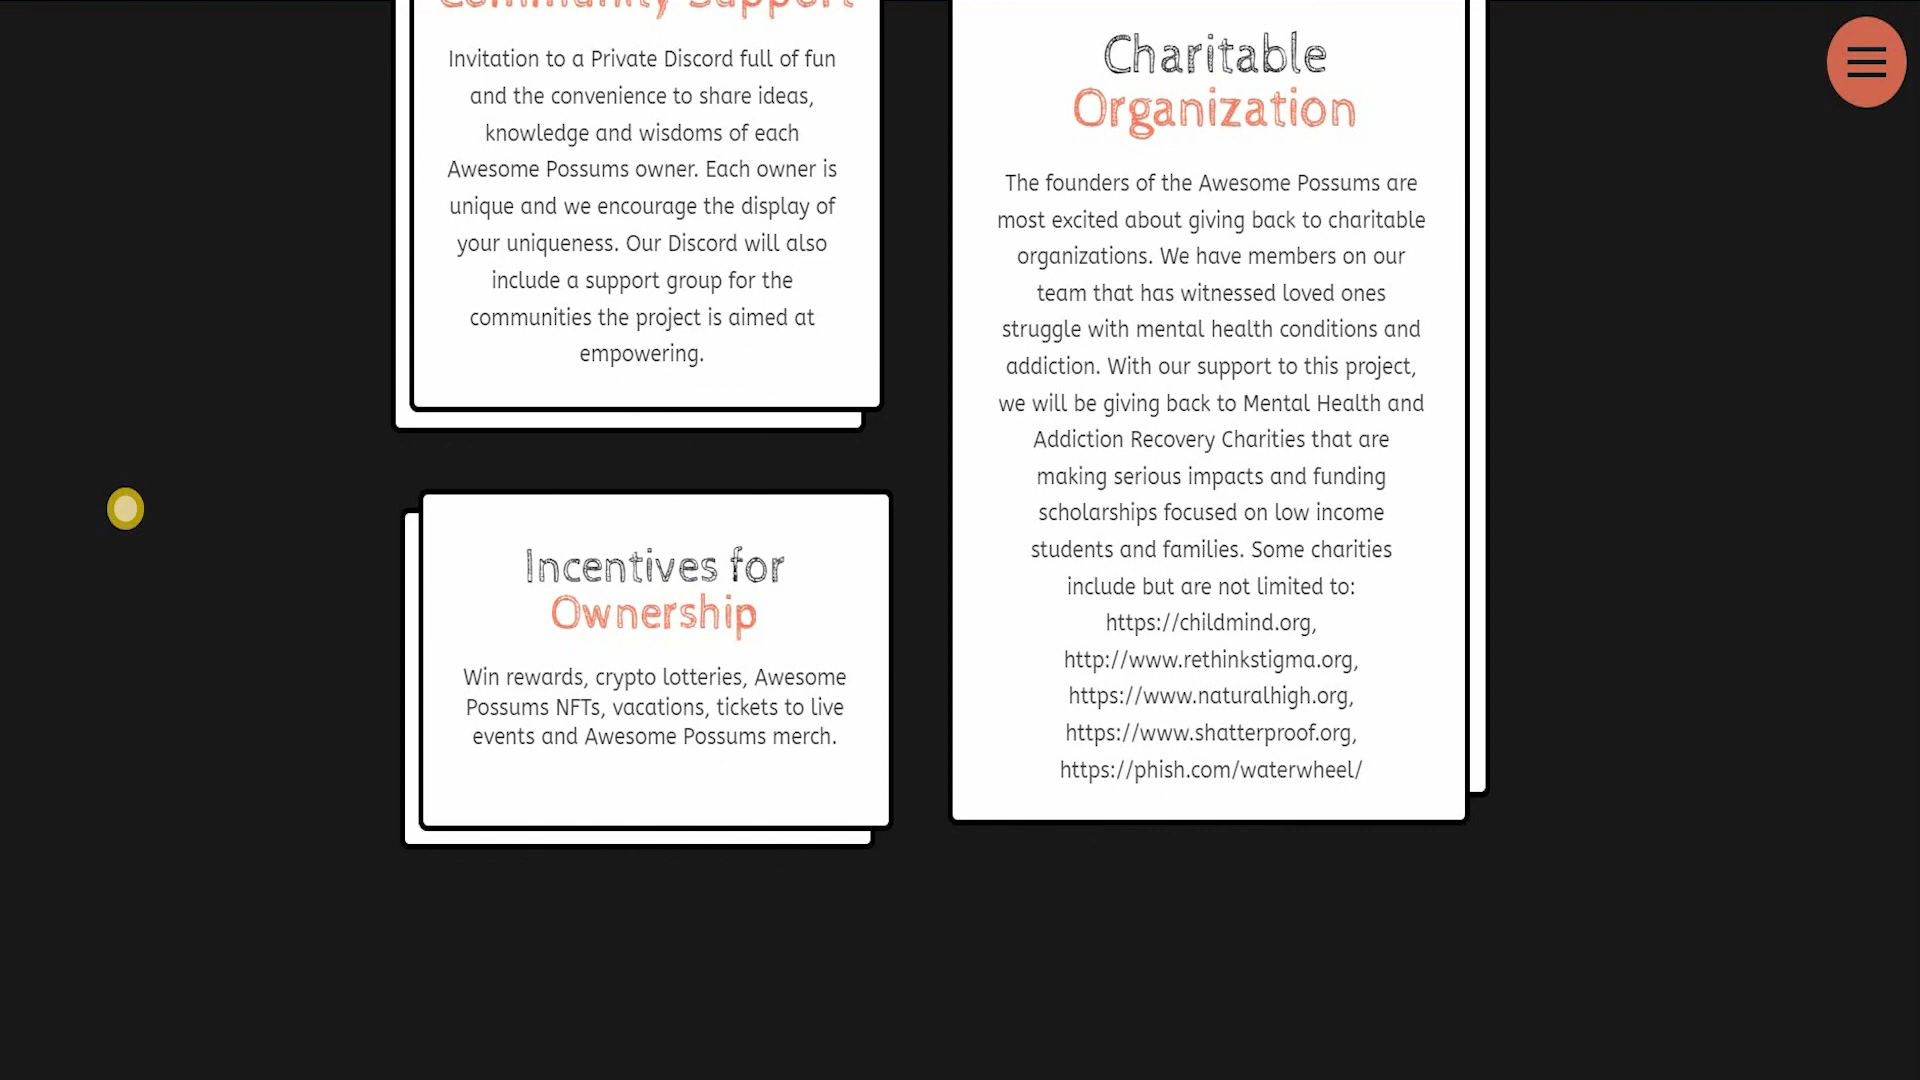 Community Support
Invitation to a Private Discord full of fun
and the convenience to share ideas,
knowledge and wisdoms of each
Awesome Possums owner. Each owner is
unique and we encourage the display of
your uniqueness. Our Discord will also
include a support group for the
communities the project is aimed at
empowering.
Incentives for
Ownership
Win rewards, crypto lotteries, Awesome
Possums NFTs, vacations, tickets to live
events and Awesome Possums merch.
Charitable
Organization
The founders of the Awesome Possums are
most excited about giving back to charitable
organizations. We have members on our
team that has witnessed loved ones
struggle with mental health conditions and
addiction. With our support to this project,
we will be giving back to Mental Health and
Addiction Recovery Charities that are
making serious impacts and funding
scholarships focused on low income
students and families. Some charities
include but are not limited to:
https://childmind.org,
http://www.rethinkstigma.org,
https://www.naturalhigh.org,
https://www.shatterproof.org,
https://phish.com/waterwheel/